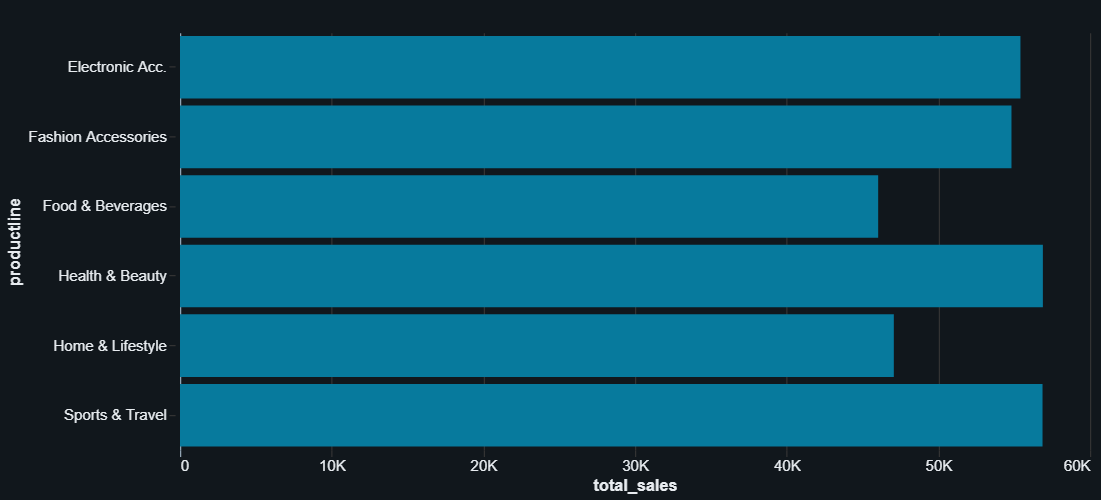 Electronic Acc.
Fashion Accessories
Food & Beverages
Health & Beauty
Home & Lifestyle
Sports & Travel
productline
0 10K 20K 30K 40K 50K 60K
total_sales